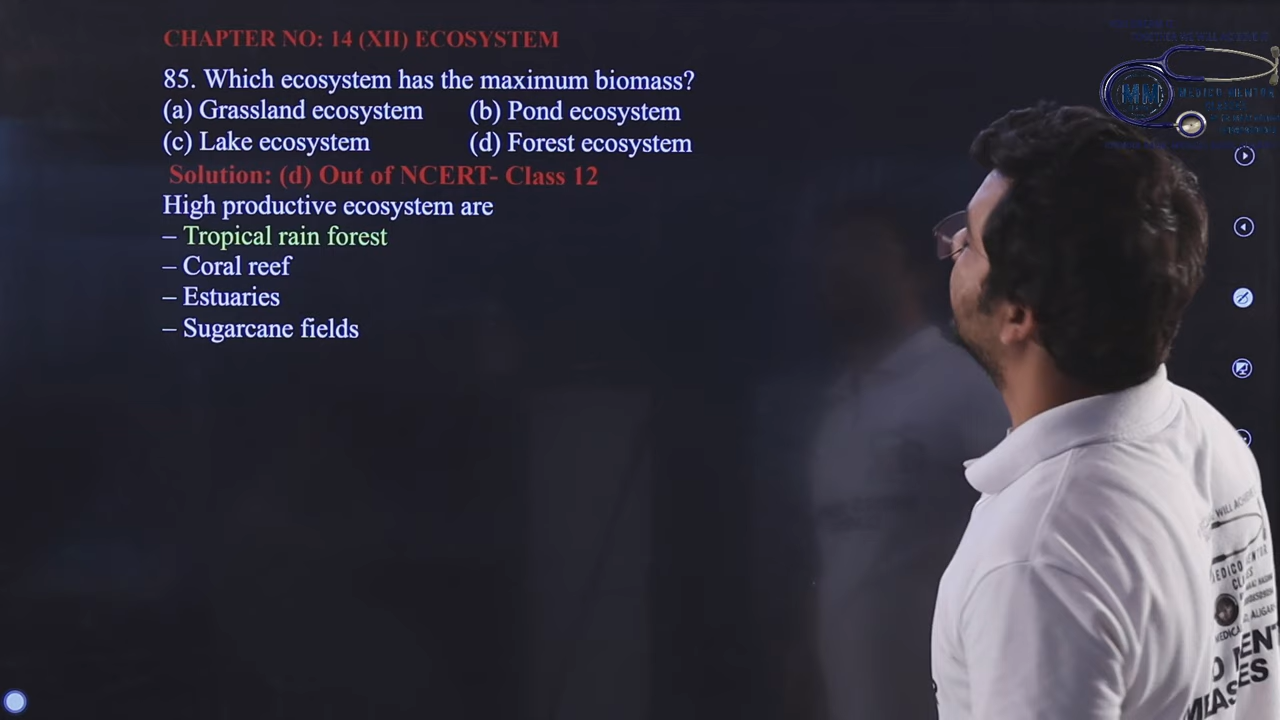 CHAPTER NO: 14 (XII) ECOSYSTEM
85. Which ecosystem has the maximum biomass?
(a) Grassland ecosystem (b) Pond ecosystem
(c) Lake ecosystem (d) Forest ecosystem
Solution: (d) Out of NCERT- Class 12
High productive ecosystem are
– Tropical rain forest
– Coral reef
– Estuaries
– Sugarcane fields
MM
WILL